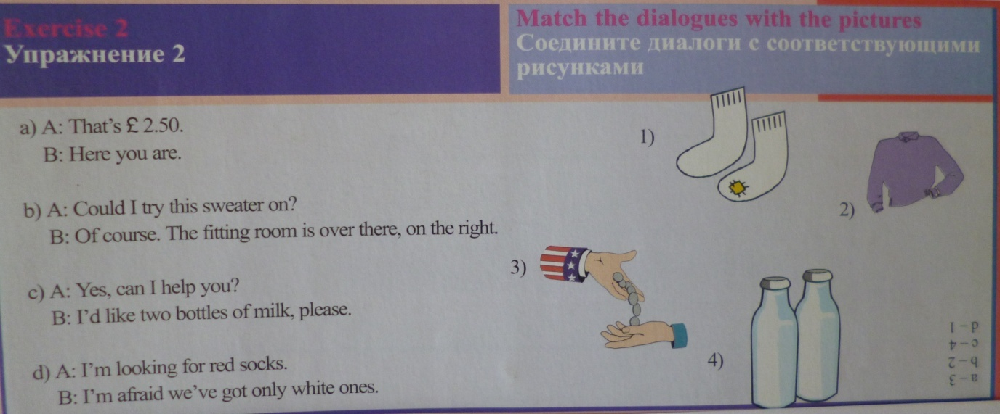 Exercise 2
Упражнение 2
Match the dialogues with the pictures
Соедините диалоги с соответствующими
рисунками
a) A: That's £ 2.50.
B: Here you are.
b) A: Could I try this sweater on?
B: Of course. The fitting room is over there, on the right.
c) A: Yes, can I help you?
B: I'd like two bottles of milk, please.
d) A: I'm looking for red socks.
B: I'm afraid we've got only white ones.
1)
2)
3)
4)
a – 3
b – 2
c – 4
d – 1